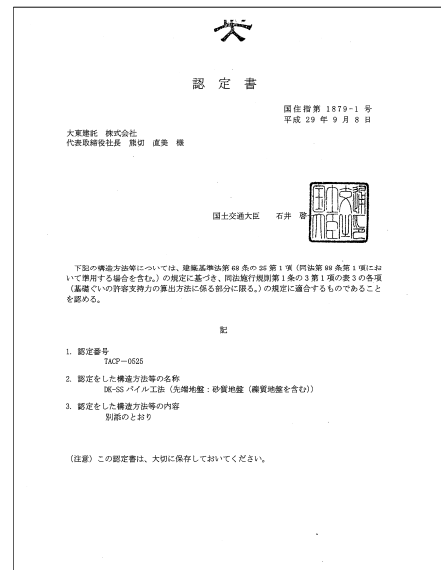 認 定 書
国住指第 1879-1 号
平成 29 年 9 月 8 日
大東建託 株式会社
代表取締役社長 熊切 直美 様
国土交通大臣 石井 啓
下記の構造方法等については、建築基準法第 68 条の 25 第 1 項(同法第 88 条第 1 項にお
いて準用する場合を含む。)の規定に基づき、同法施行規則第 1 条の 3 第 1 項の表 3 の各項
(基礎ぐいの許容支持力の算出方法に係る部分に限る。)の規定に適合するものであること
を認める。
記
1. 認定番号
TACP-0525
2. 認定をした構造方法等の名称
DK-SS パイル工法(先端地盤:砂質地盤(礫質地盤を含む))
3. 認定をした構造方法等の内容
別添のとおり
(注意)この認定書は、大切に保存しておいてください。